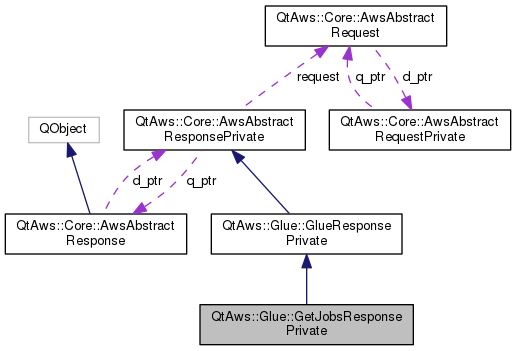 QtAws::Core::AwsAbstract
Request
request
q_ptr
d_ptr
QObject
QtAws::Core::AwsAbstract
ResponsePrivate
QtAws::Core::AwsAbstract
RequestPrivate
d_ptr
q_ptr
QtAws::Core::AwsAbstract
Response
QtAws::Glue::GlueResponse
Private
QtAws::Glue::GetJobsResponse
Private